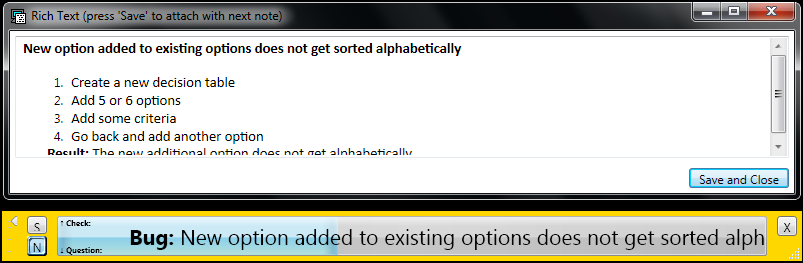 Rich Text (press 'Save' to attach with next note)
New option added to existing options does not get sorted alphabetically
1. Create a new decision table
2. Add 5 or 6 options
3. Add some criteria
4. Go back and add another option
Result: The new additional option does not get alphabetically
Save and Close
S
N
↑ Check:
Bug: New option added to existing options does not get sorted alph
↓ Question:
X